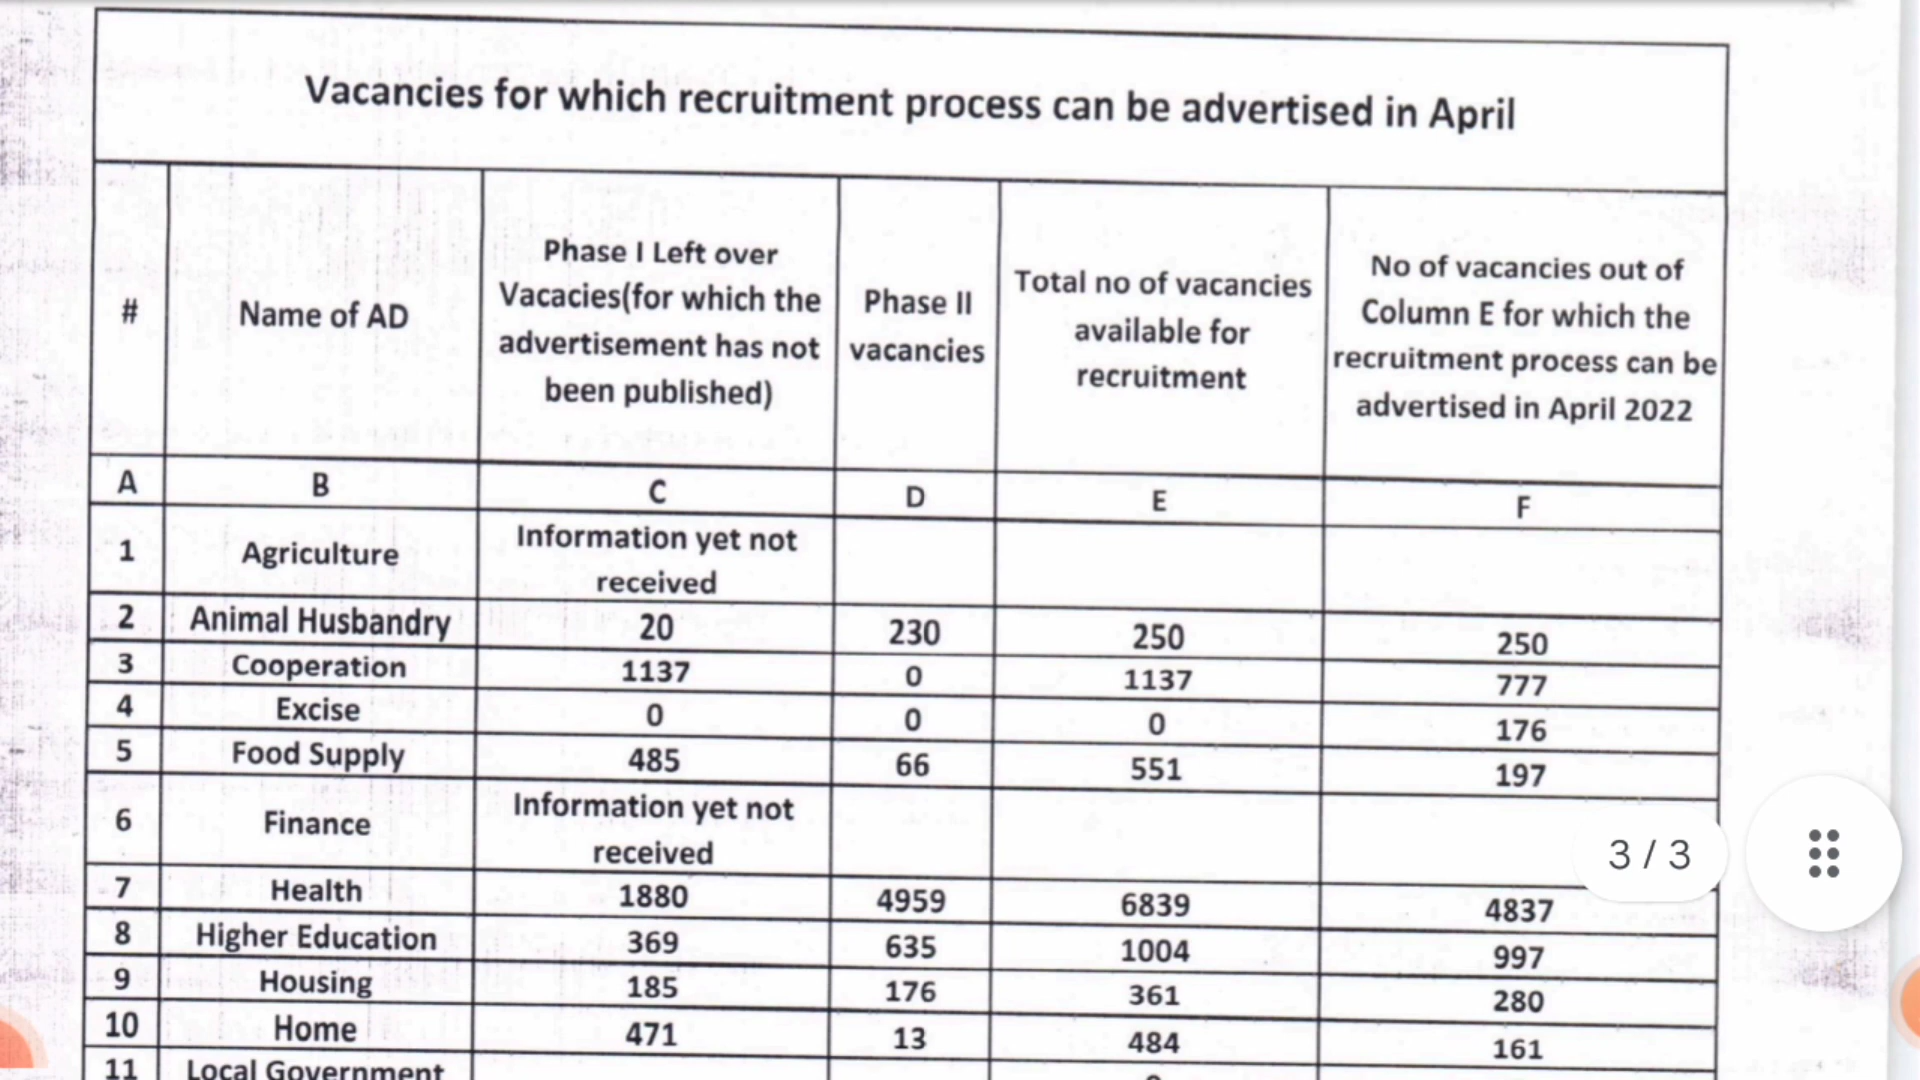 Vacancies for which recruitment process can be advertised in April
#
Name of AD
Phase I Left over
Vacacies(for which the
advertisement has not
been published)
Phase II
vacancies
Total no of vacancies
available for
recruitment
No of vacancies out of
Column E for which the
recruitment process can be
advertised in April 2022
A B C D E F
1 Agriculture Information yet not
received
2 Animal Husbandry 20 230 250 250
3 Cooperation 1137 0 1137 777
4 Excise 0 0 0 176
5 Food Supply 485 66 551 197
6 Finance Information yet not
received
3 / 3
7 Health 1880 4959 6839 4837
8 Higher Education 369 635 1004 997
9 Housing 185 176 361 280
10 Home 471 13 484 161
11 Local Government